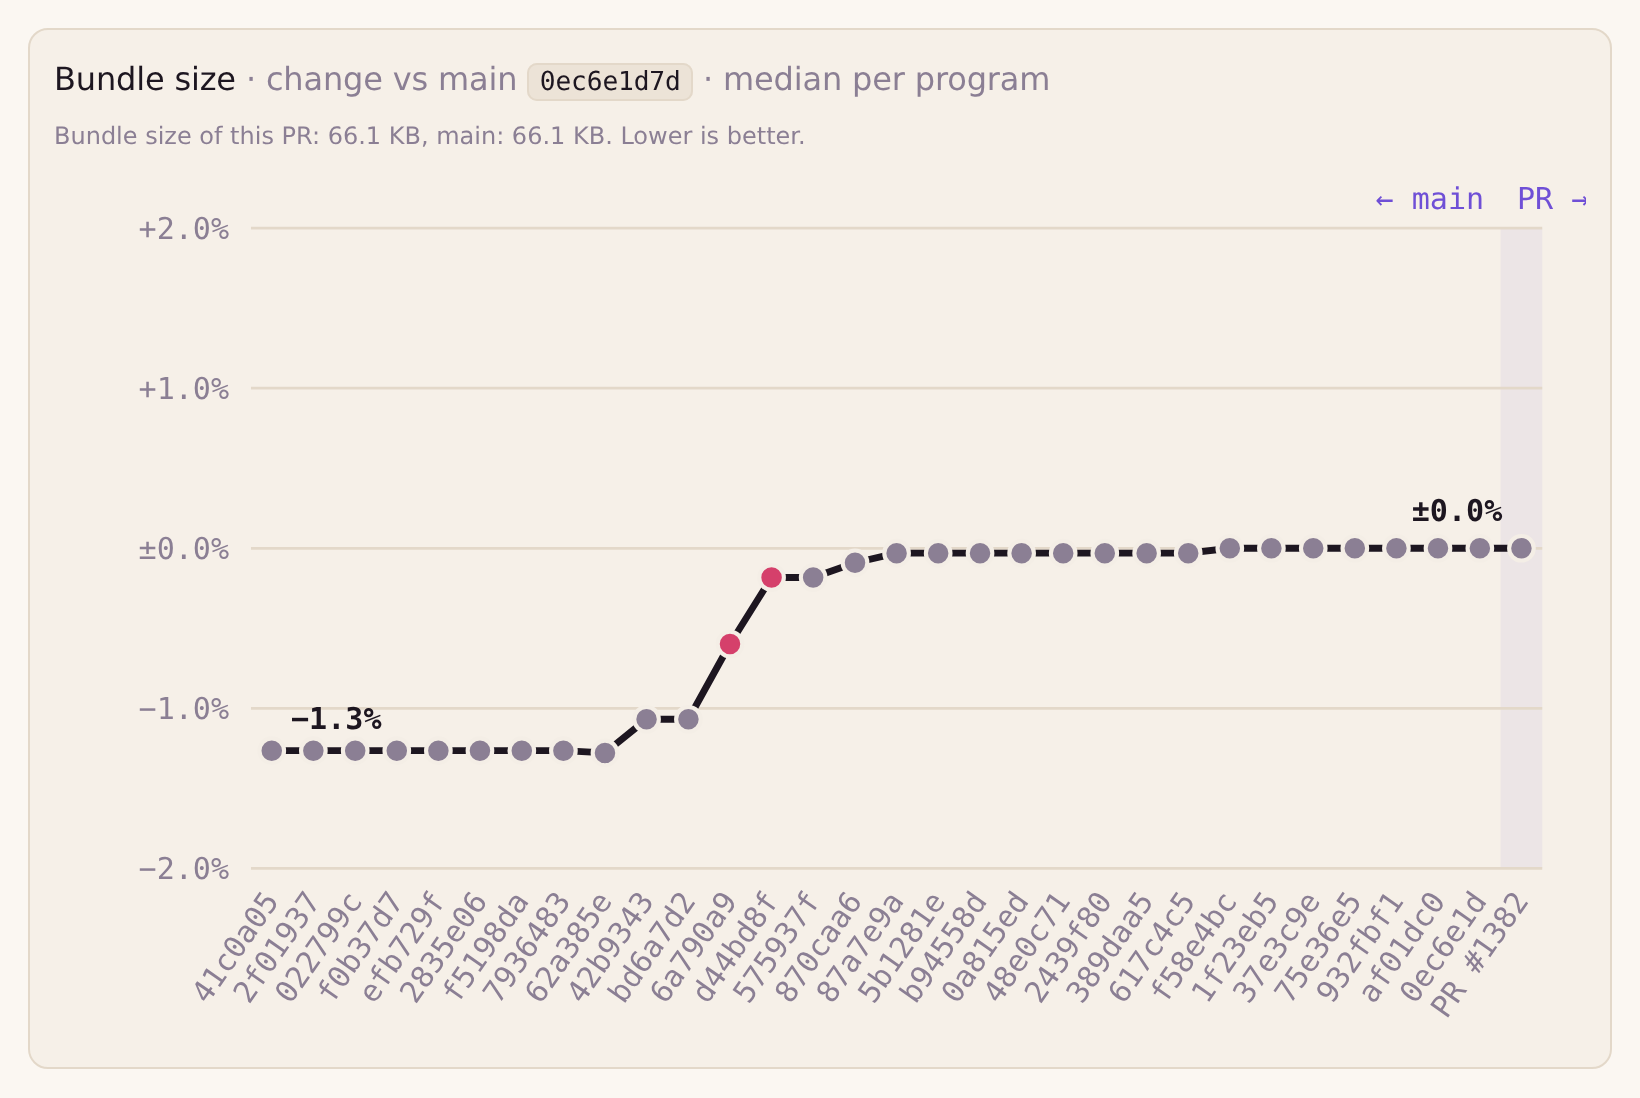 Bundle size · change vs main 0ec6e1d7d · median per program
Bundle size of this PR: 66.1 KB, main: 66.1 KB. Lower is better.
← main PR →
+2.0%
+1.0%
±0.0%
−1.0%
−2.0%
±0.0%
−1.3%
41c0a05
2f01937
022799c
f0b37d7
efb729f
2835e06
f5198da
7936483
62a385e
42b9343
bd6a7d2
6a790a9
d44bd8f
575937f
870caa6
87a7e9a
5b1281e
b94558d
0a815ed
48e0c71
2439f80
389daa5
617c4c5
f58e4bc
1f23eb5
37e3c9e
75e36e5
932fbf1
af01dc0
0ec6e1d
PR #1382